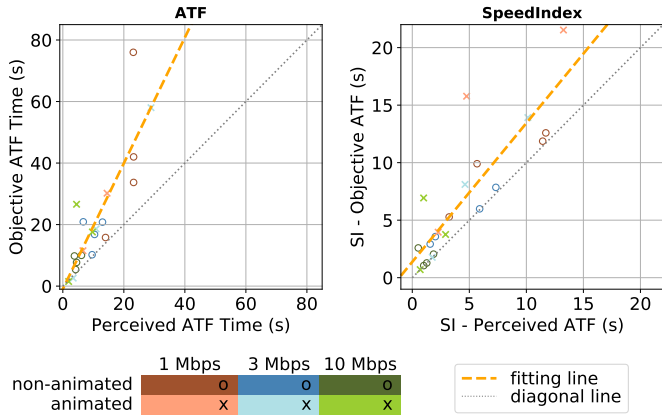 ATF
SpeedIndex
Objective ATF Time (s)
80
60
40
20
0
0 20 40 60 80
Perceived ATF Time (s)
SI - Objective ATF (s)
20
15
10
5
0
0 5 10 15 20
SI - Perceived ATF (s)
1 Mbps 3 Mbps 10 Mbps
non-animated o o o
animated x x x
fitting line
diagonal line